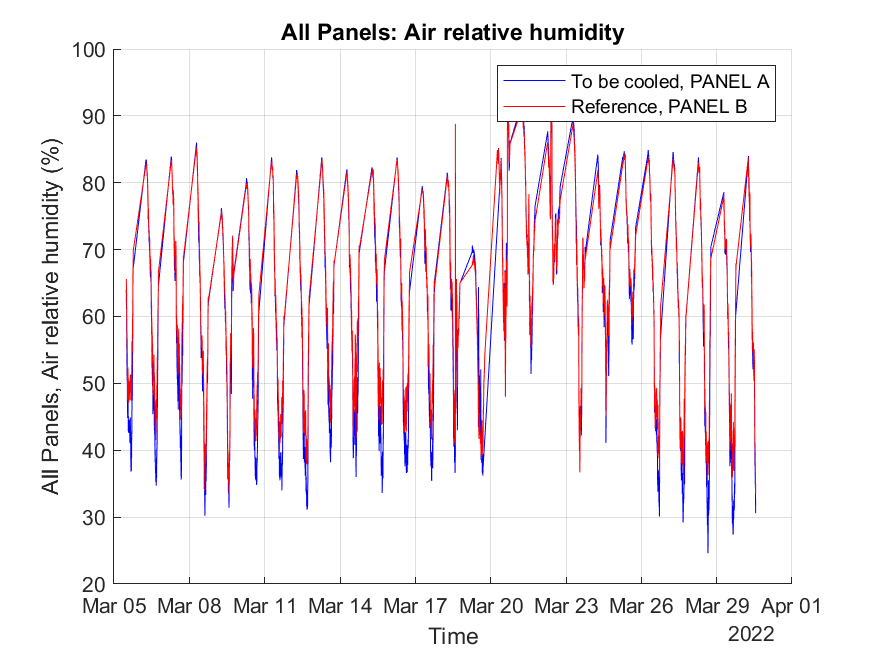 All Panels: Air relative humidity
All Panels, Air relative humidity (%)
100
90
80
70
60
50
40
30
20
To be cooled, PANEL A
Reference, PANEL B
Mar 05 Mar 08 Mar 11 Mar 14 Mar 17 Mar 20 Mar 23 Mar 26 Mar 29 Apr 01
Time
2022